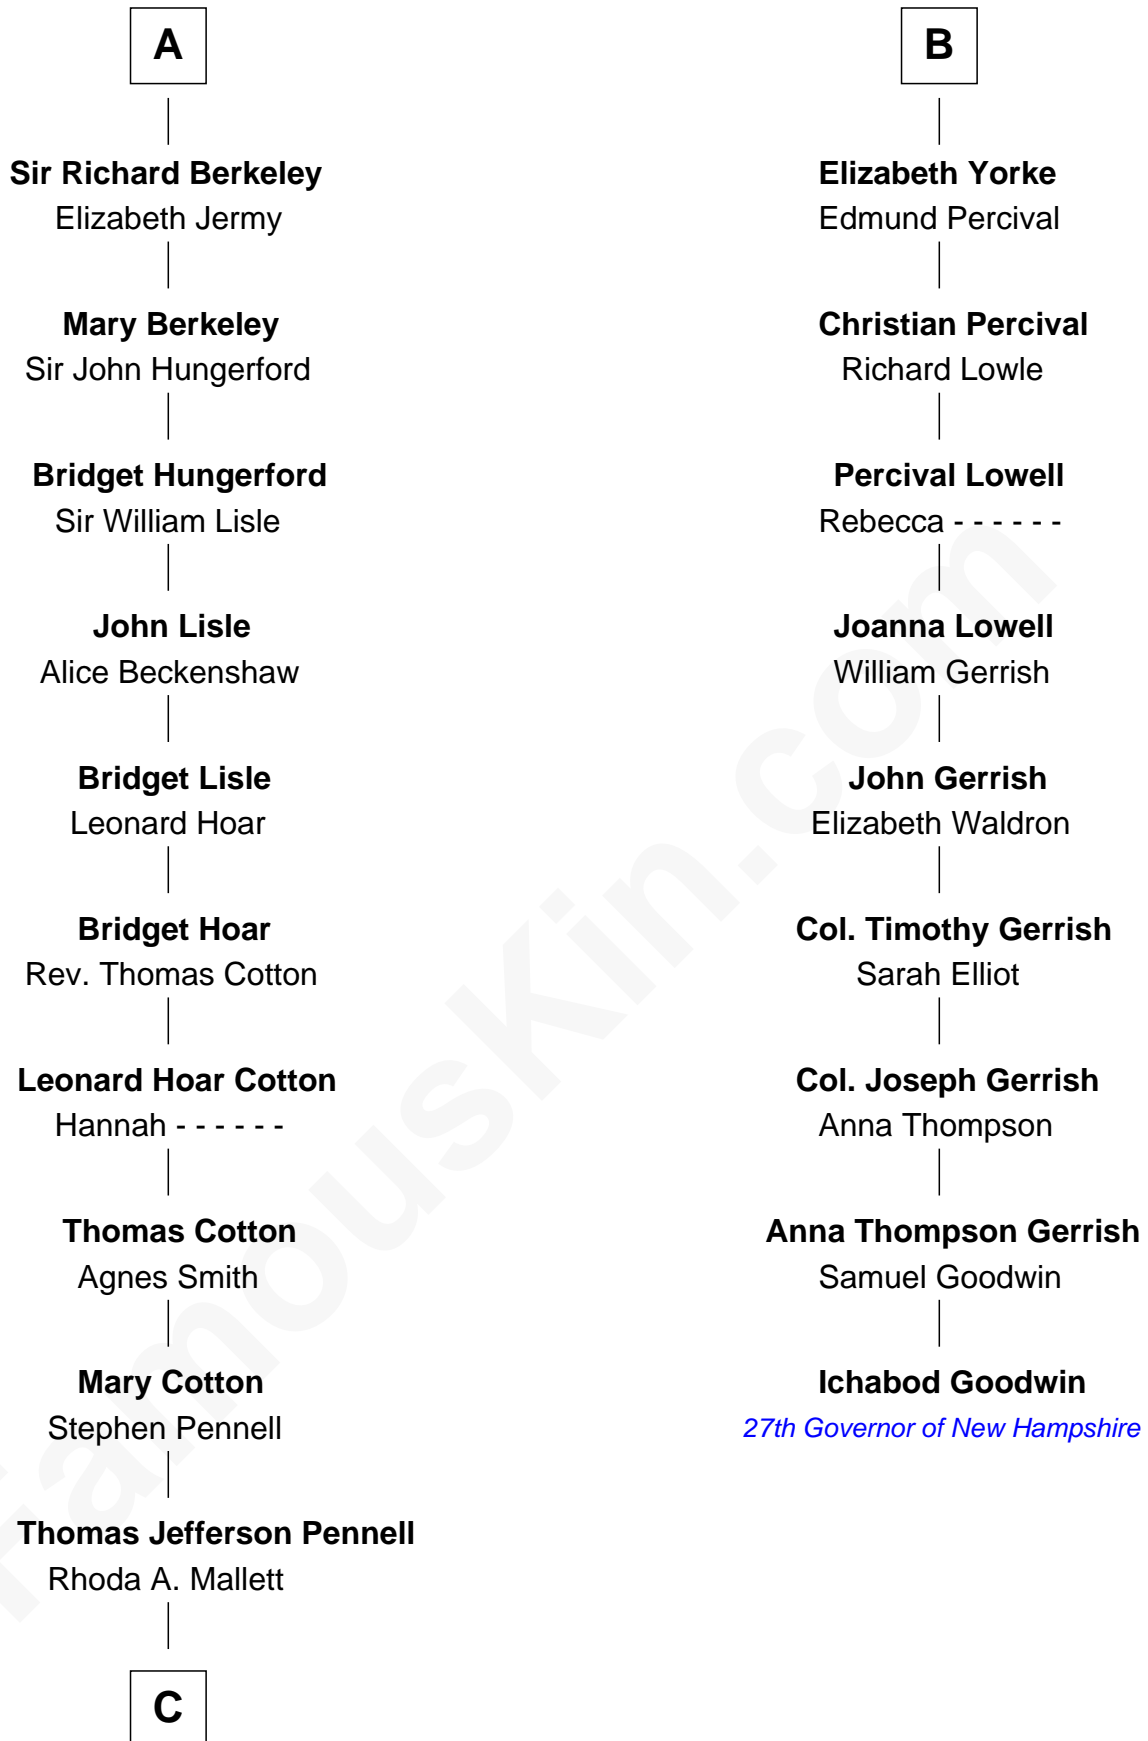 A
Sir Richard Berkeley
Elizabeth Jermy
Mary Berkeley
Sir John Hungerford
Bridget Hungerford
Sir William Lisle
John Lisle
Alice Beckenshaw
Bridget Lisle
Leonard Hoar
Bridget Hoar
Rev. Thomas Cotton
Leonard Hoar Cotton
Hannah - - - - - -
Thomas Cotton
Agnes Smith
Mary Cotton
Stephen Pennell
Thomas Jefferson Pennell
Rhoda A. Mallett
C
B
Elizabeth Yorke
Edmund Percival
Christian Percival
Richard Lowle
Percival Lowell
Rebecca - - - - - -
Joanna Lowell
William Gerrish
John Gerrish
Elizabeth Waldron
Col. Timothy Gerrish
Sarah Elliot
Col. Joseph Gerrish
Anna Thompson
Anna Thompson Gerrish
Samuel Goodwin
Ichabod Goodwin
27th Governor of New Hampshire
FamousKin.com